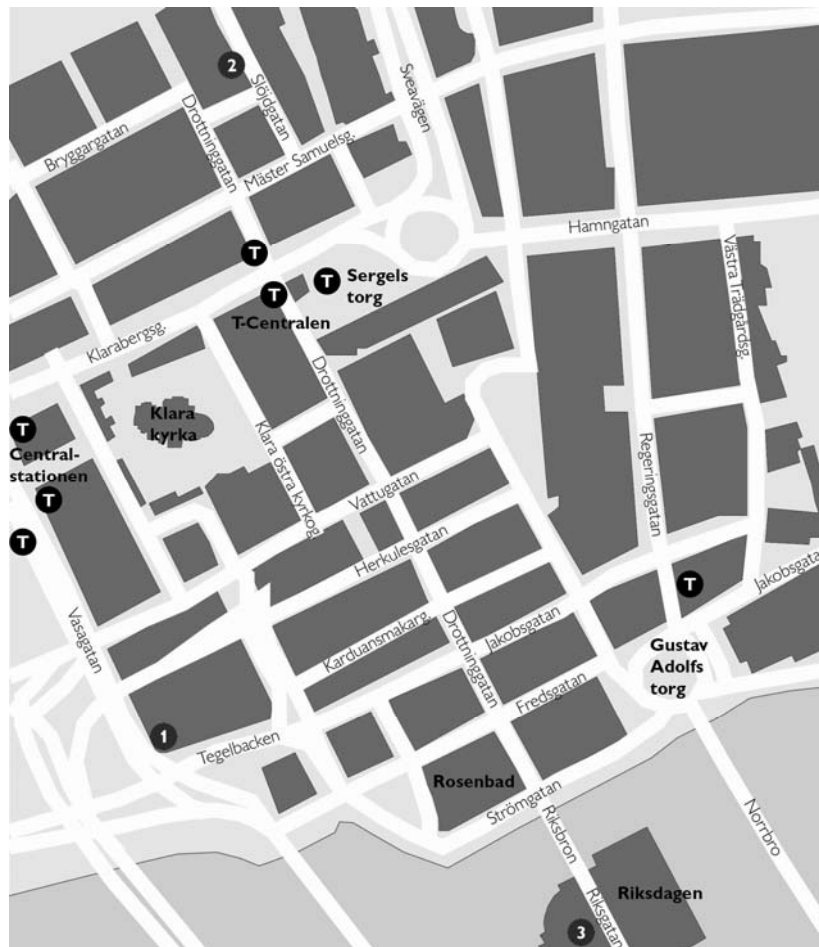 2
Slöjdgatan
Sveavägen
Bryggargatan
Drottninggatan
Mäster Samuelsg.
Hamngatan
Västra Trädgårdsg.
T
T
Sergels
torg
T
T-Centralen
Klarabergsg.
Drottninggatan
Klara
kyrka
T
Central-
stationen
T
T
Klara östra kyrkog.
Vattugatan
Regeringsgatan
Herkulesgatan
T
Jakobsgatan
Vasagatan
Karduansmakarg.
Drottninggatan
Jakobsgatan
Gustav
Adolfs
torg
Fredsgatan
1
Tegelbacken
Rosenbad
Strömgatan
Riksbron
Norrbro
Riksdagen
Riksgatan
3